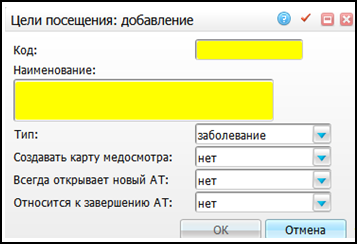 Цели посещения: добавление
Код:
Наименование:
Тип: заболевание
Создавать карту медосмотра: нет
Всегда открывает новый АТ: нет
Относится к завершению АТ: нет
ОК Отмена